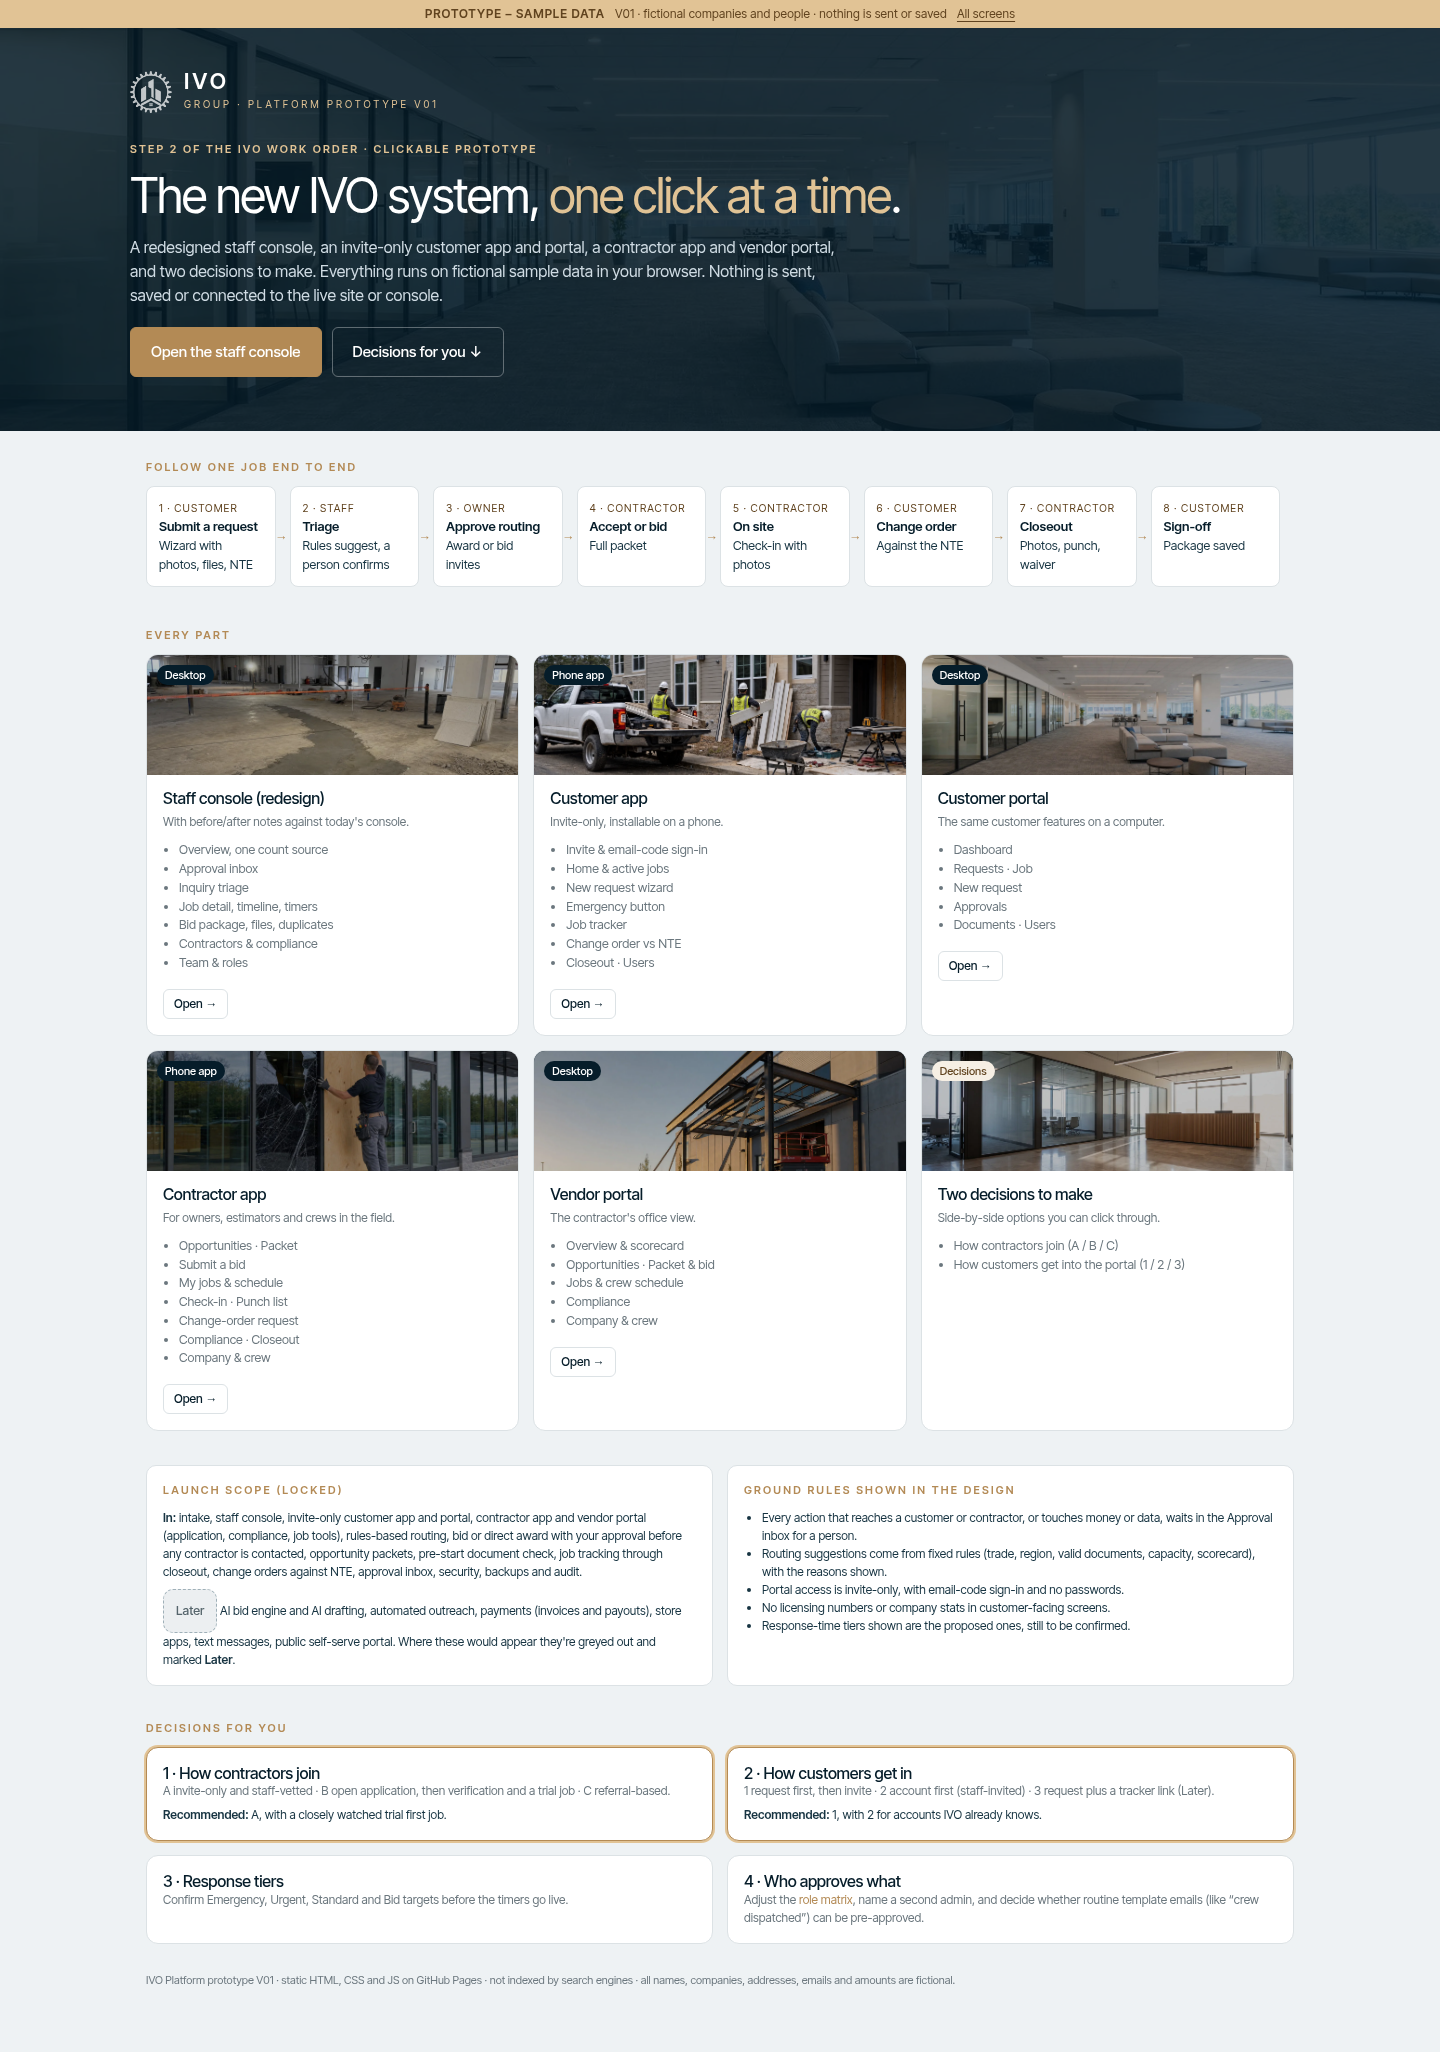 PROTOTYPE – SAMPLE DATA V01 · fictional companies and people · nothing is sent or saved All screens
IVO
GROUP · PLATFORM PROTOTYPE V01
STEP 2 OF THE IVO WORK ORDER · CLICKABLE PROTOTYPE
The new IVO system, one click at a time.
A redesigned staff console, an invite-only customer app and portal, a contractor app and vendor portal,
and two decisions to make. Everything runs on fictional sample data in your browser. Nothing is sent,
saved or connected to the live site or console.
Open the staff console
Decisions for you ↓
FOLLOW ONE JOB END TO END
1 · CUSTOMER
Submit a request
Wizard with
photos, files, NTE
→
2 · STAFF
Triage
Rules suggest, a
person confirms
→
3 · OWNER
Approve routing
Award or bid
invites
→
4 · CONTRACTOR
Accept or bid
Full packet
→
5 · CONTRACTOR
On site
Check-in with
photos
→
6 · CUSTOMER
Change order
Against the NTE
→
7 · CONTRACTOR
Closeout
Photos, punch,
waiver
→
8 · CUSTOMER
Sign-off
Package saved
EVERY PART
Desktop
Staff console (redesign)
With before/after notes against today's console.
• Overview, one count source
• Approval inbox
• Inquiry triage
• Job detail, timeline, timers
• Bid package, files, duplicates
• Contractors & compliance
• Team & roles
Open →
Phone app
Customer app
Invite-only, installable on a phone.
• Invite & email-code sign-in
• Home & active jobs
• New request wizard
• Emergency button
• Job tracker
• Change order vs NTE
• Closeout · Users
Open →
Desktop
Customer portal
The same customer features on a computer.
• Dashboard
• Requests · Job
• New request
• Approvals
• Documents · Users
Open →
Phone app
Contractor app
For owners, estimators and crews in the field.
• Opportunities · Packet
• Submit a bid
• My jobs & schedule
• Check-in · Punch list
• Change-order request
• Compliance · Closeout
• Company & crew
Open →
Desktop
Vendor portal
The contractor's office view.
• Overview & scorecard
• Opportunities · Packet & bid
• Jobs & crew schedule
• Compliance
• Company & crew
Open →
Decisions
Two decisions to make
Side-by-side options you can click through.
• How contractors join (A / B / C)
• How customers get into the portal (1 / 2 / 3)
LAUNCH SCOPE (LOCKED)
In: intake, staff console, invite-only customer app and portal, contractor app and vendor portal
(application, compliance, job tools), rules-based routing, bid or direct award with your approval before
any contractor is contacted, opportunity packets, pre-start document check, job tracking through
closeout, change orders against NTE, approval inbox, security, backups and audit.
Later AI bid engine and AI drafting, automated outreach, payments (invoices and payouts), store
apps, text messages, public self-serve portal. Where these would appear they're greyed out and
marked Later.
GROUND RULES SHOWN IN THE DESIGN
• Every action that reaches a customer or contractor, or touches money or data, waits in the Approval
inbox for a person.
• Routing suggestions come from fixed rules (trade, region, valid documents, capacity, scorecard),
with the reasons shown.
• Portal access is invite-only, with email-code sign-in and no passwords.
• No licensing numbers or company stats in customer-facing screens.
• Response-time tiers shown are the proposed ones, still to be confirmed.
DECISIONS FOR YOU
1 · How contractors join
A invite-only and staff-vetted · B open application, then verification and a trial job · C referral-based.
Recommended: A, with a closely watched trial first job.
2 · How customers get in
1 request first, then invite · 2 account first (staff-invited) · 3 request plus a tracker link (Later).
Recommended: 1, with 2 for accounts IVO already knows.
3 · Response tiers
Confirm Emergency, Urgent, Standard and Bid targets before the timers go live.
4 · Who approves what
Adjust the role matrix, name a second admin, and decide whether routine template emails (like “crew
dispatched”) can be pre-approved.
IVO Platform prototype V01 · static HTML, CSS and JS on GitHub Pages · not indexed by search engines · all names, companies, addresses, emails and amounts are fictional.